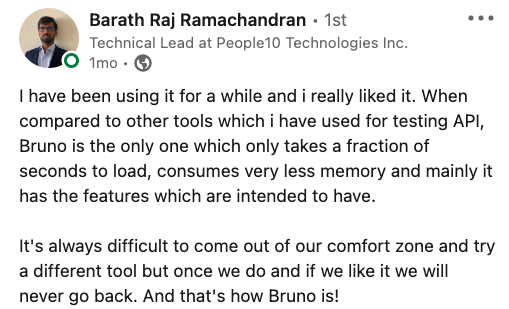 Barath Raj Ramachandran • 1st
Technical Lead at People10 Technologies Inc.
1mo •
I have been using it for a while and i really liked it. When
compared to other tools which i have used for testing API,
Bruno is the only one which only takes a fraction of
seconds to load, consumes very less memory and mainly it
has the features which are intended to have.
It's always difficult to come out of our comfort zone and try
a different tool but once we do and if we like it we will
never go back. And that's how Bruno is!